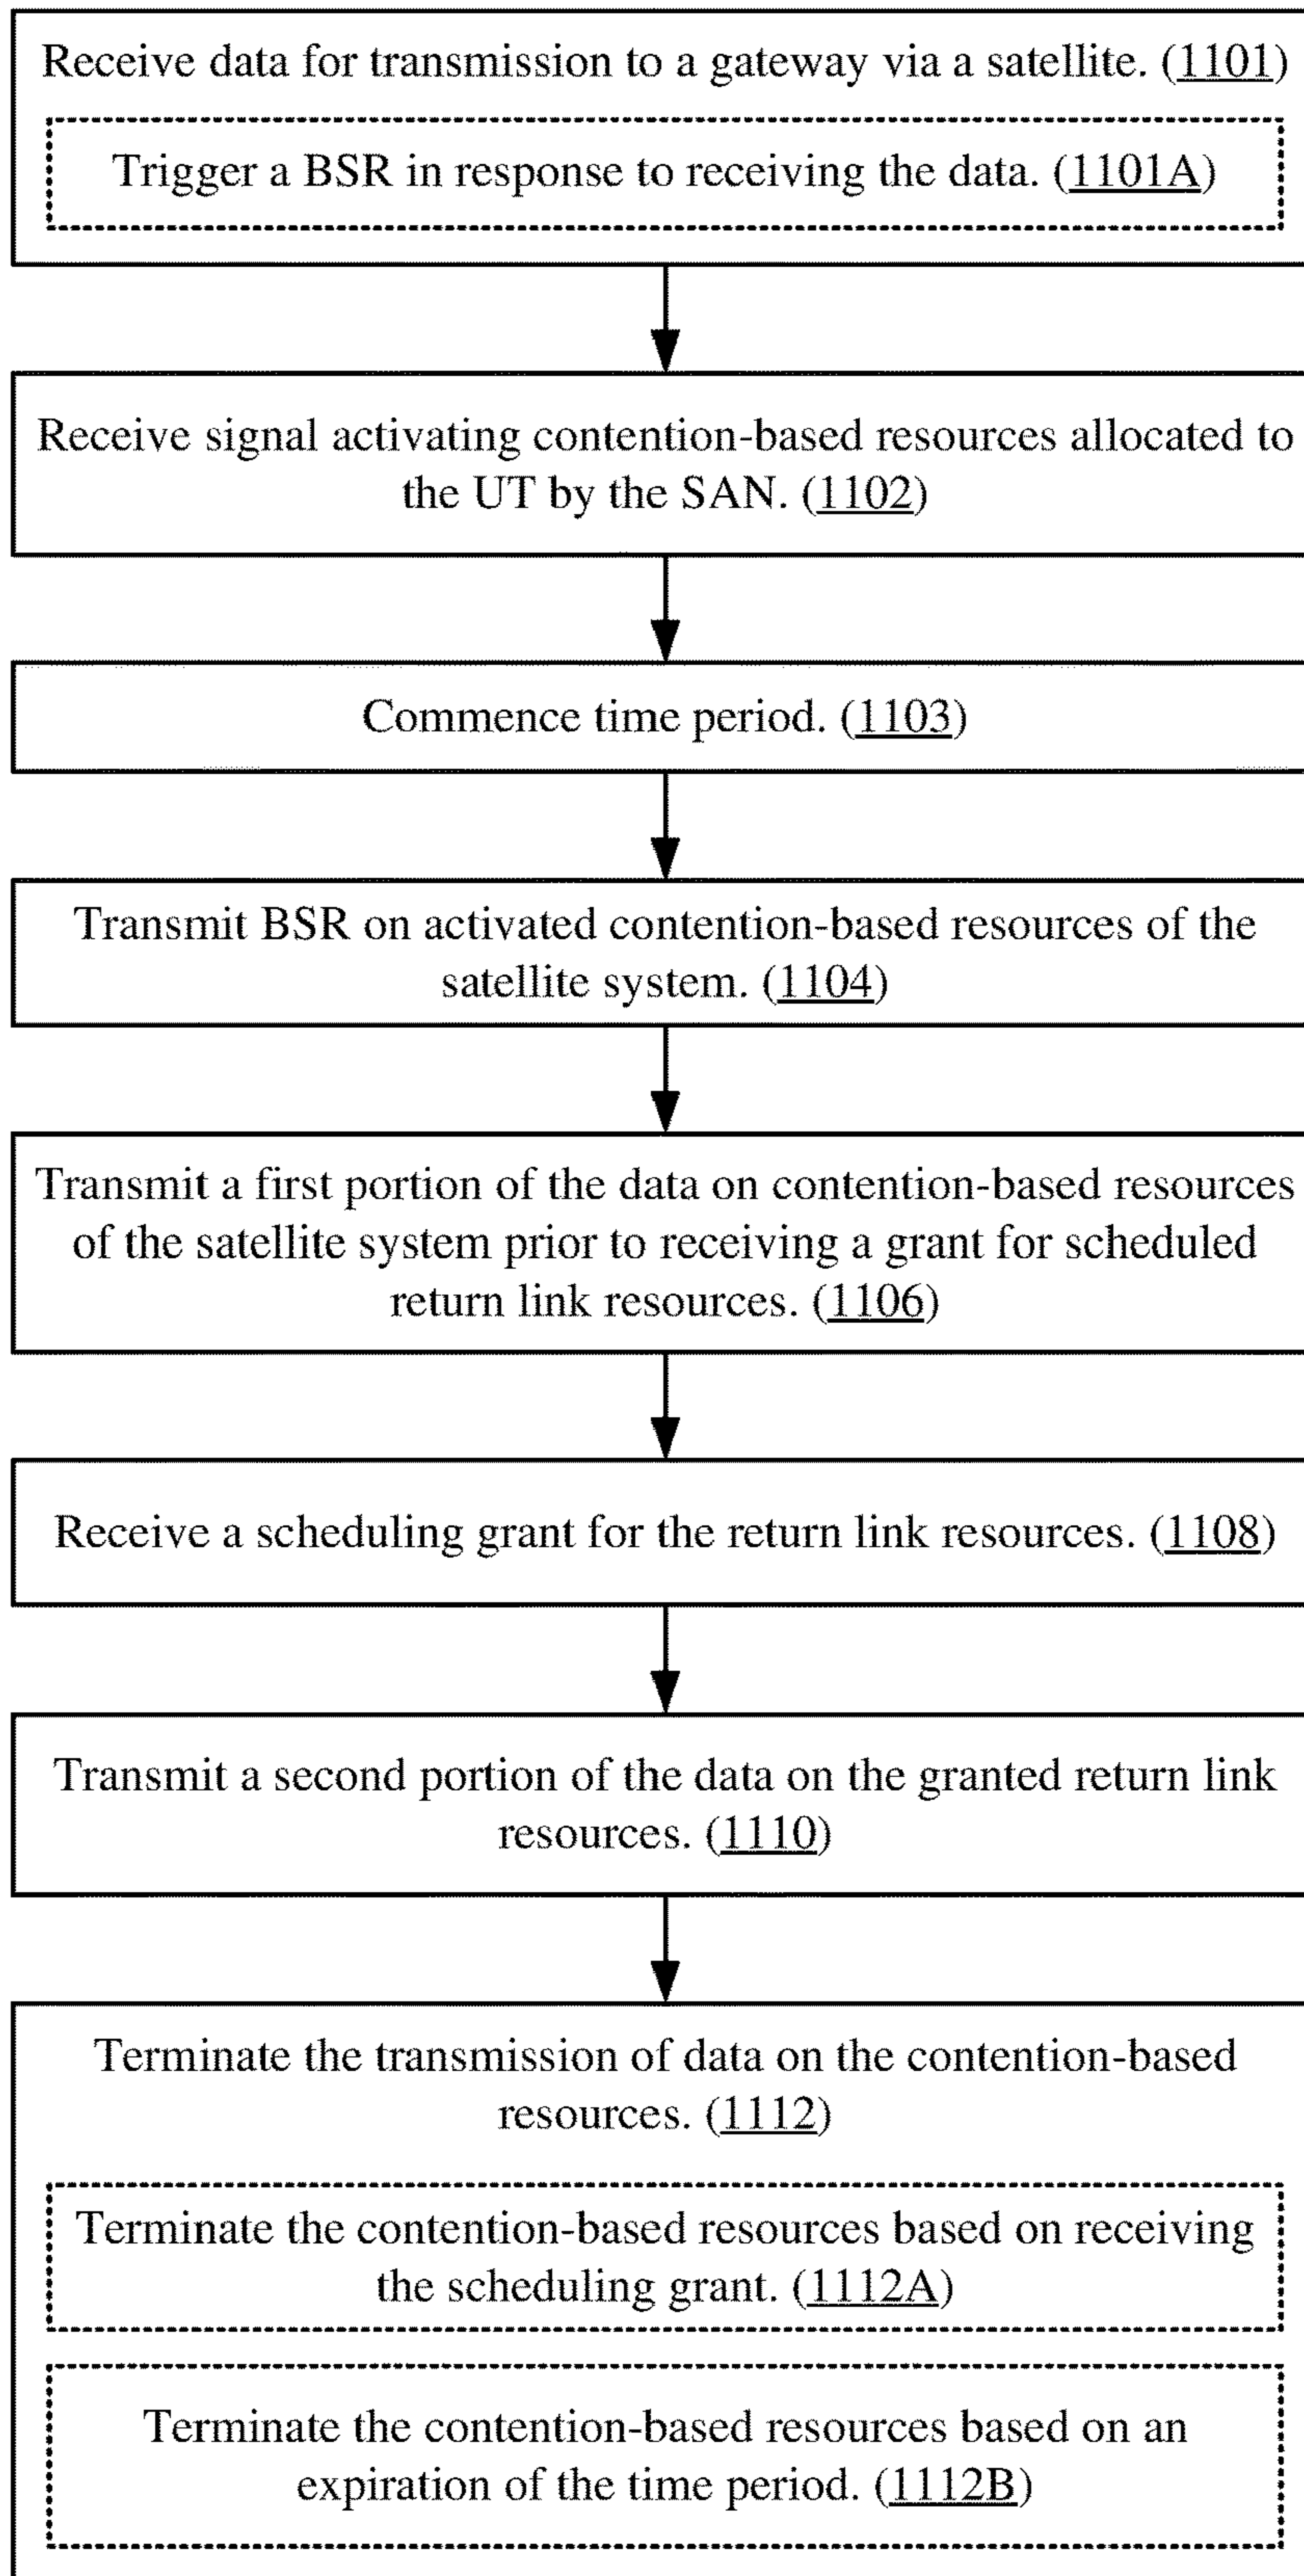 Receive data for transmission to a gateway via a satellite. (1101)
Trigger a BSR in response to receiving the data. (1101A)
Receive signal activating contention-based resources allocated to
the UT by the SAN. (1102)
Commence time period. (1103)
Transmit BSR on activated contention-based resources of the
satellite system. (1104)
Transmit a first portion of the data on contention-based resources
of the satellite system prior to receiving a grant for scheduled
return link resources. (1106)
Receive a scheduling grant for the return link resources. (1108)
Transmit a second portion of the data on the granted return link
resources. (1110)
Terminate the transmission of data on the contention-based
resources. (1112)
Terminate the contention-based resources based on receiving
the scheduling grant. (1112A)
Terminate the contention-based resources based on an
expiration of the time period. (1112B)